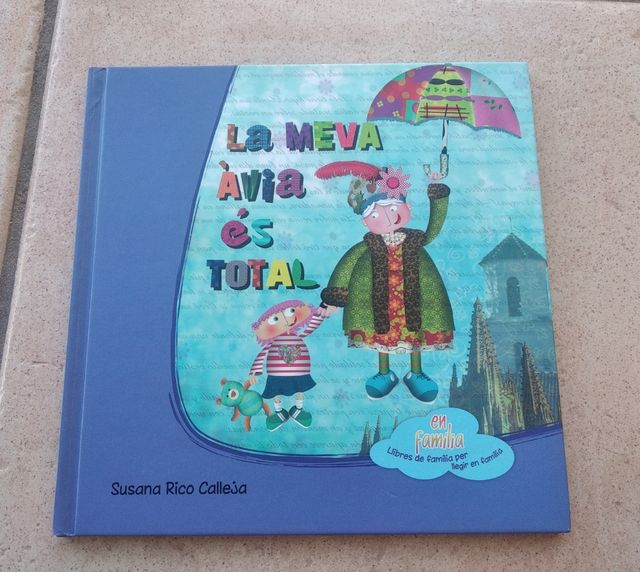 La MEVA
Àvia
és
TOTAL
en
família
Llibres de família per
llegir en família
Susana Rico Calleja